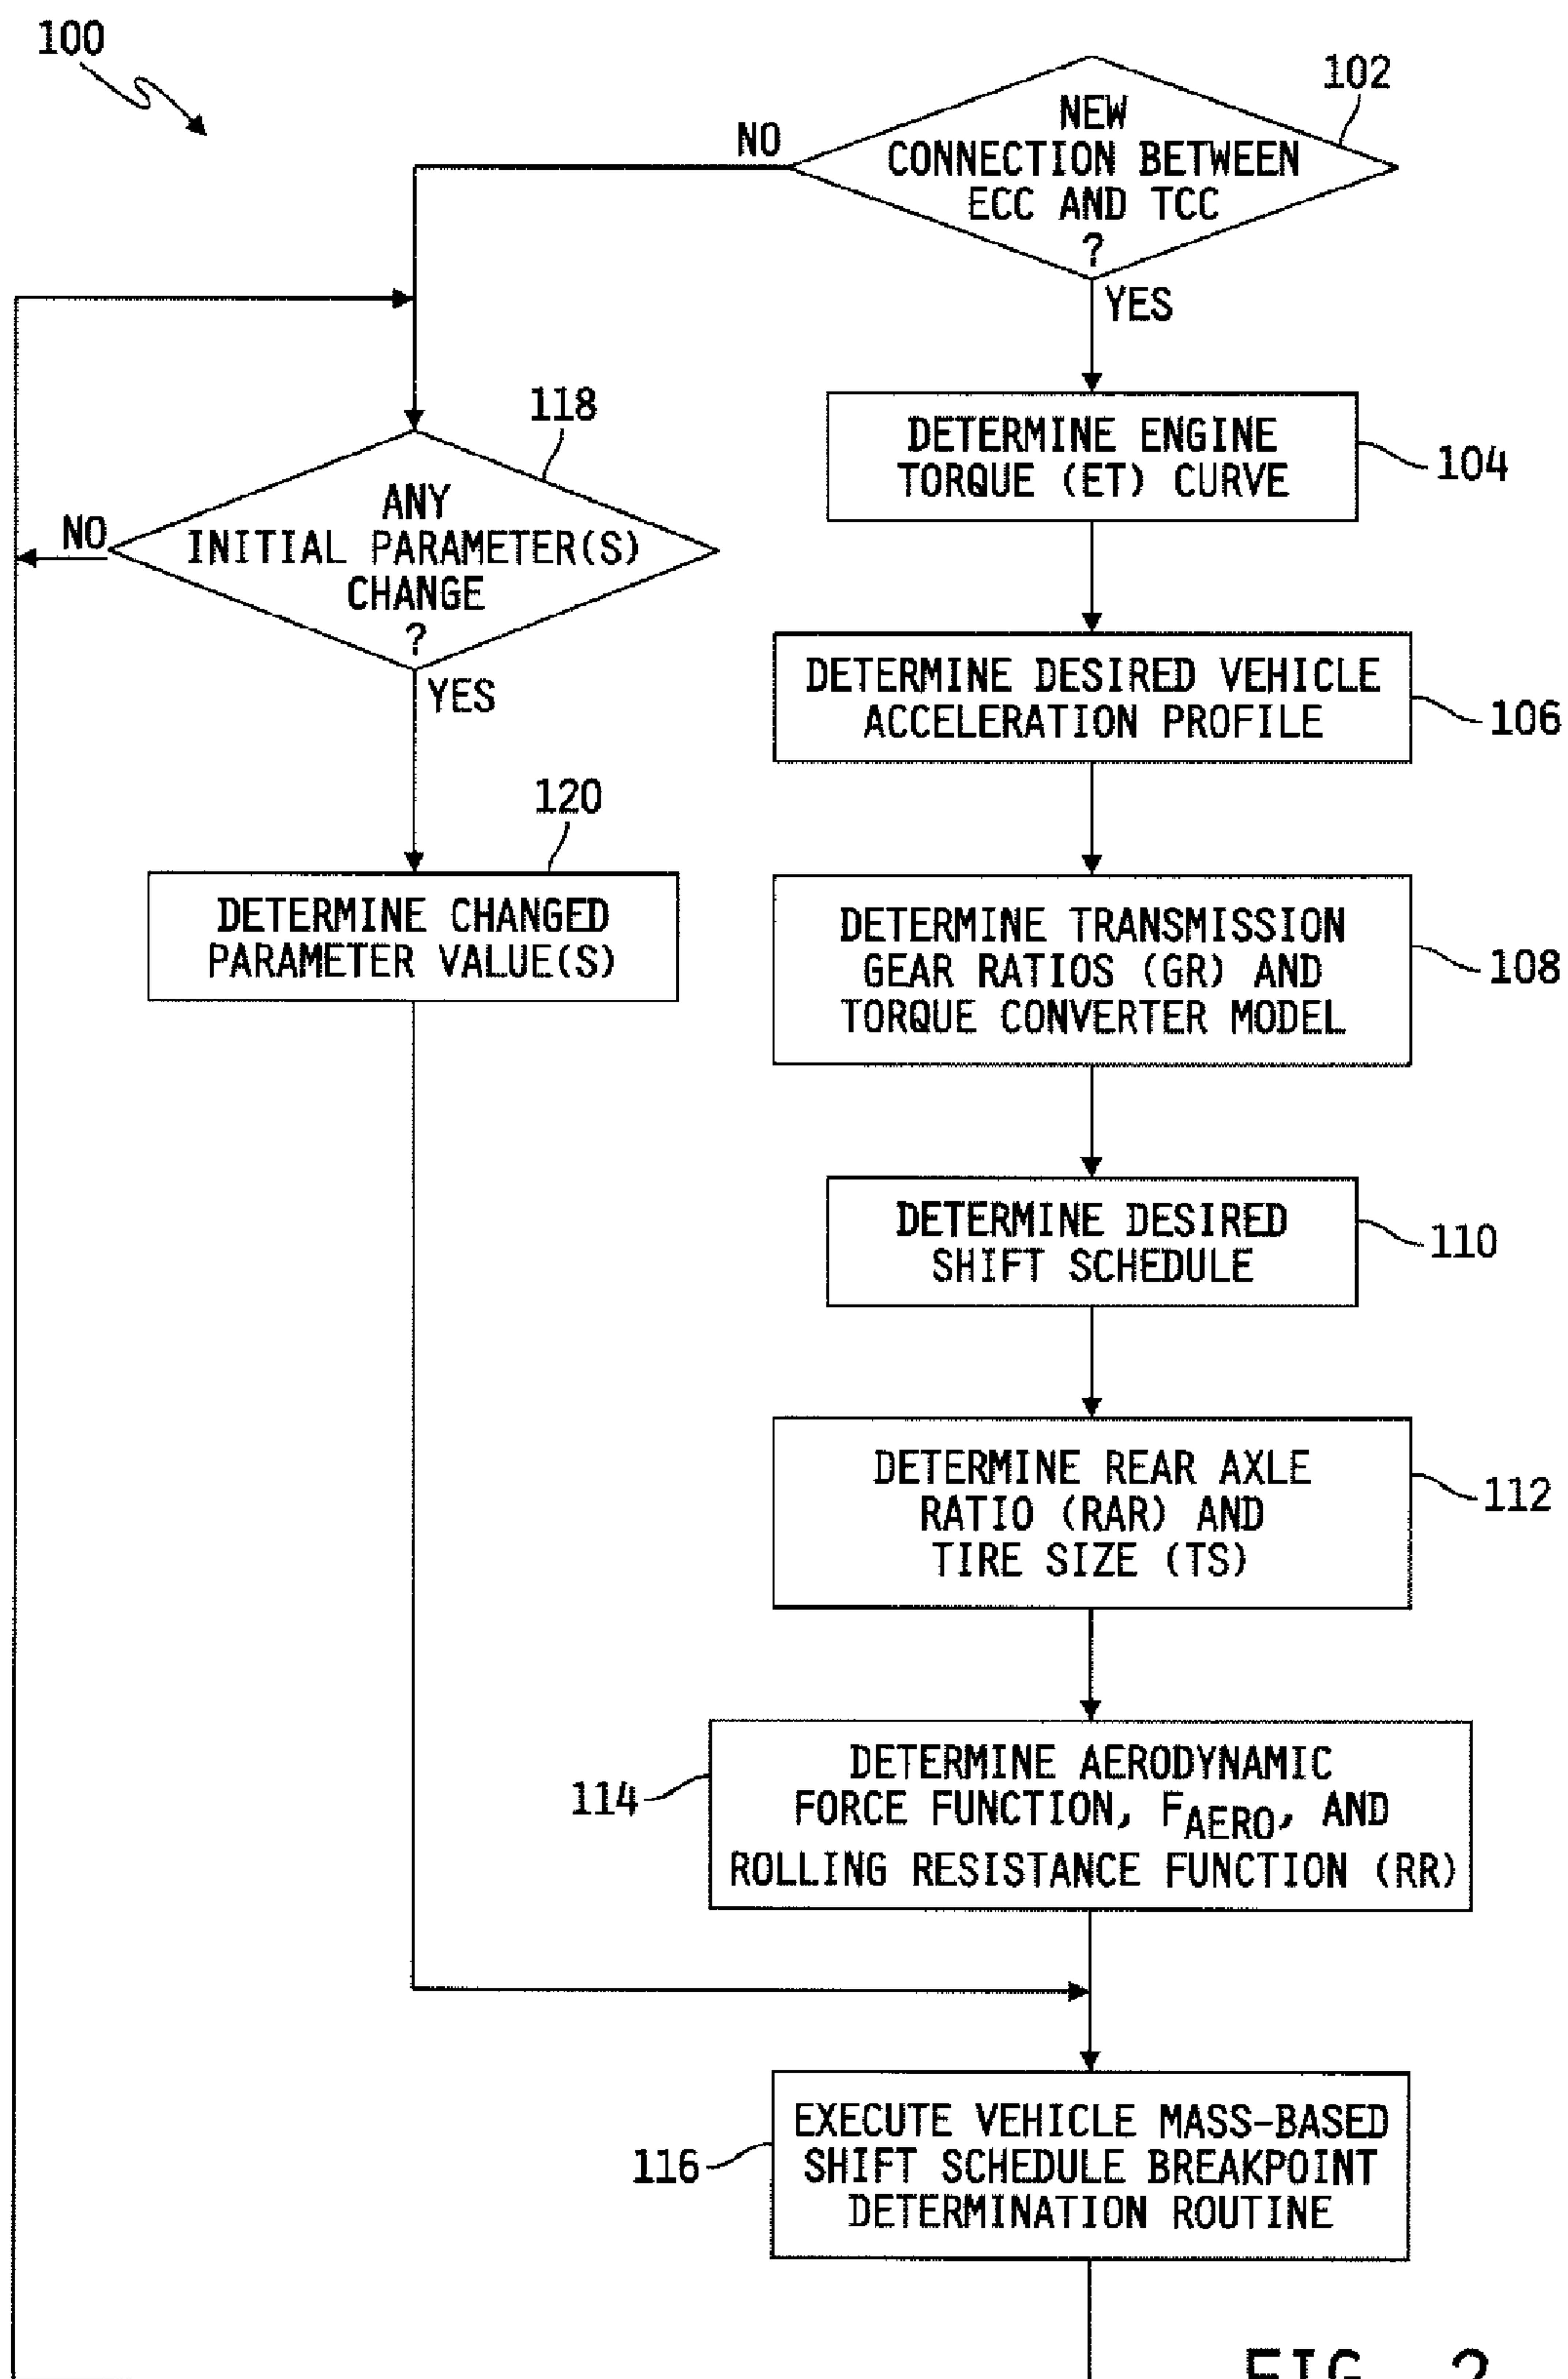 100
102
NEW
CONNECTION BETWEEN
ECC AND TCC
?
NO
YES
118
ANY
INITIAL PARAMETER(S)
CHANGE
?
NO
YES
DETERMINE ENGINE
TORQUE (ET) CURVE
104
DETERMINE DESIRED VEHICLE
ACCELERATION PROFILE
106
120
DETERMINE CHANGED
PARAMETER VALUE(S)
DETERMINE TRANSMISSION
GEAR RATIOS (GR) AND
TORQUE CONVERTER MODEL
108
DETERMINE DESIRED
SHIFT SCHEDULE
110
DETERMINE REAR AXLE
RATIO (RAR) AND
TIRE SIZE (TS)
112
DETERMINE AERODYNAMIC
FORCE FUNCTION, FAERO, AND
ROLLING RESISTANCE FUNCTION (RR)
114
EXECUTE VEHICLE MASS-BASED
SHIFT SCHEDULE BREAKPOINT
DETERMINATION ROUTINE
116
FIG. 2